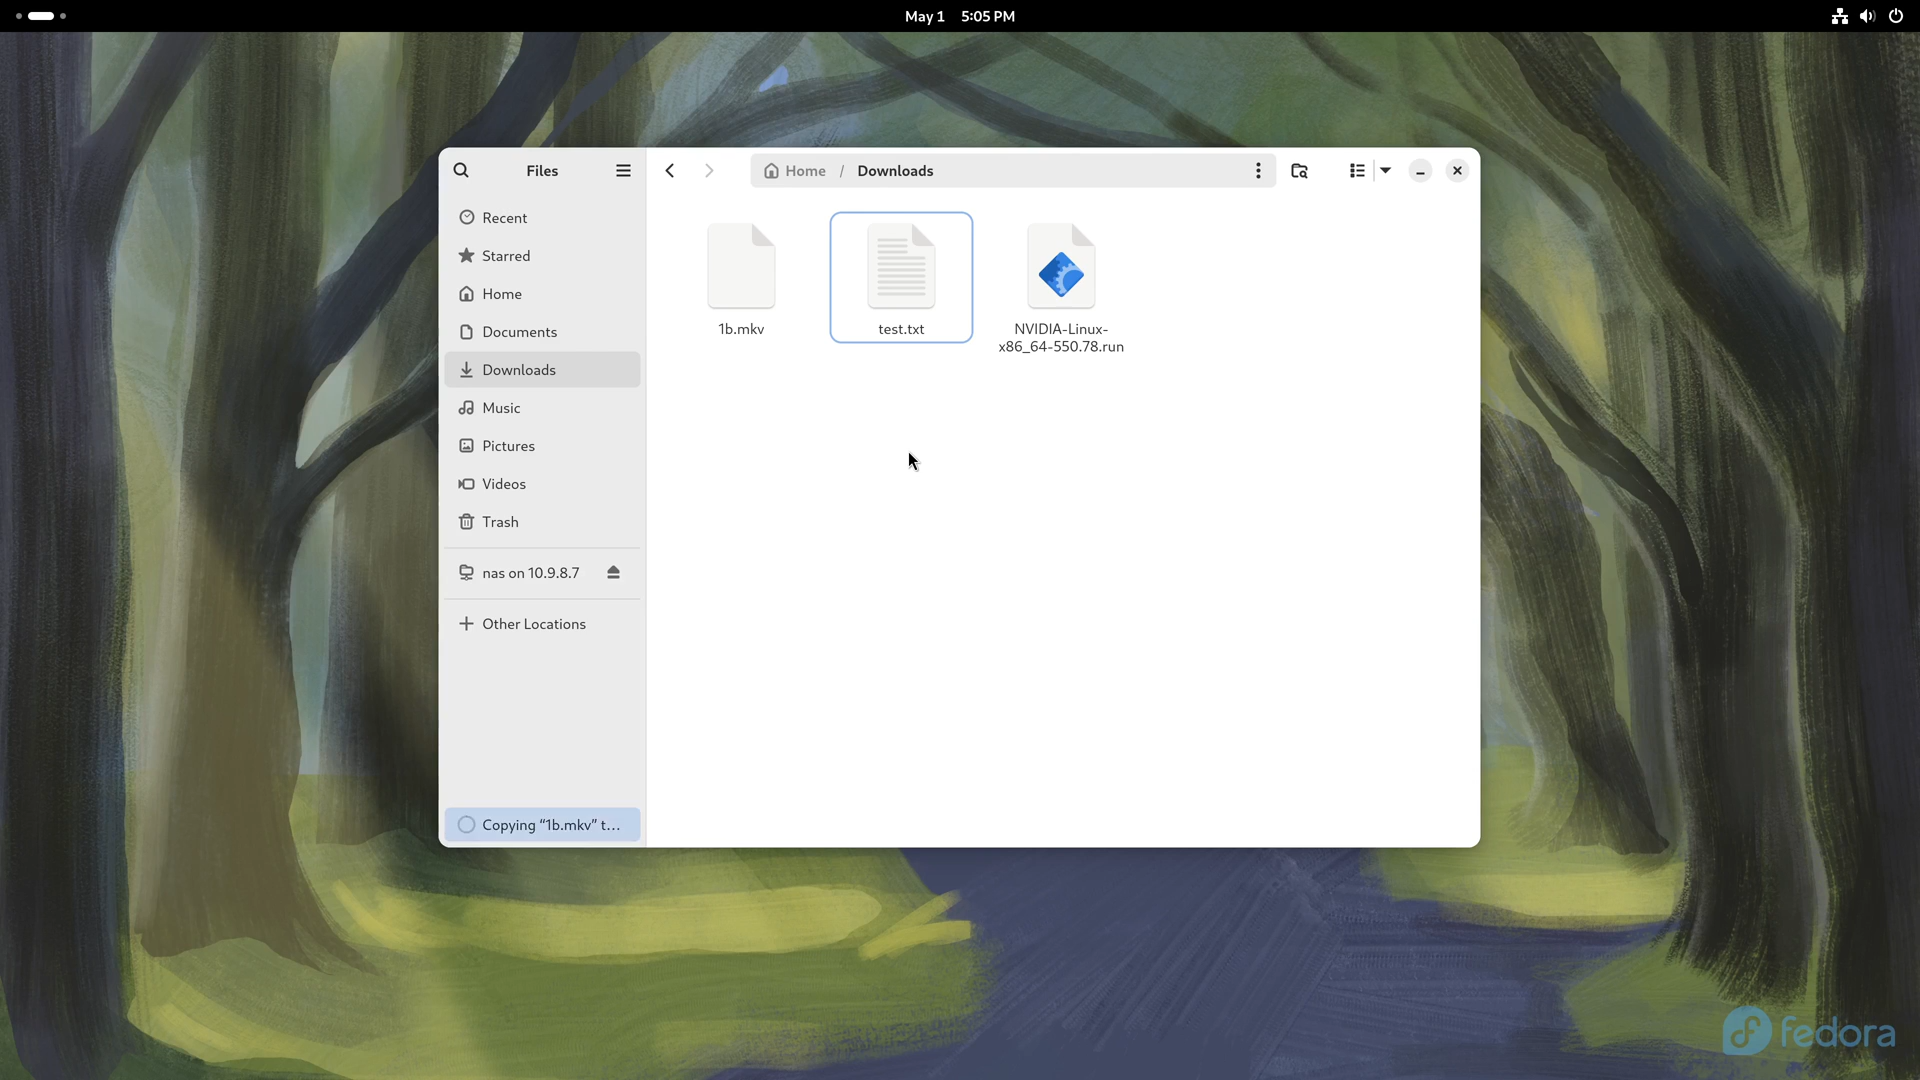 May 1 5:05 PM
Files
Home / Downloads
Recent
Starred
Home
Documents
Downloads
Music
Pictures
Videos
Trash
nas on 10.9.8.7
Other Locations
Copying “1b.mkv” t…
1b.mkv
test.txt
NVIDIA-Linux-
x86_64-550.78.run
fedora